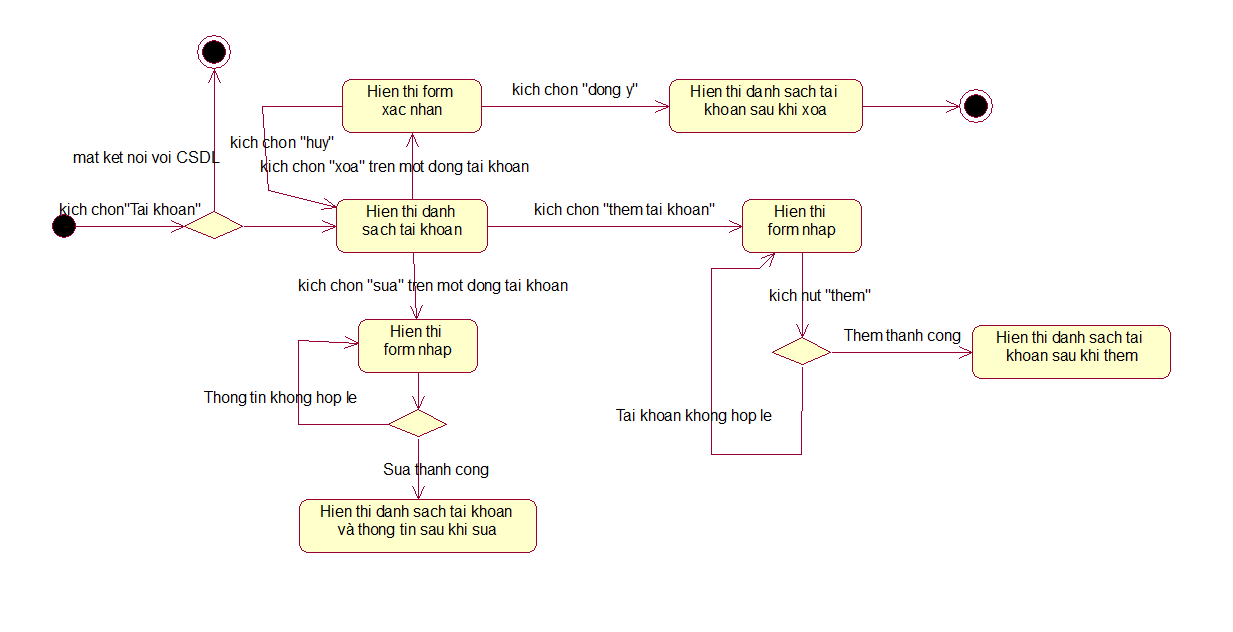 Hien thi form
xac nhan
kich chon "dong y"
Hien thi danh sach tai
khoan sau khi xoa
kich chon "huy"
mat ket noi voi CSDL
kich chon "xoa" tren mot dong tai khoan
kich chon"Tai khoan"
Hien thi danh
sach tai khoan
kich chon "them tai khoan"
Hien thi
form nhap
kich chon "sua" tren mot dong tai khoan
kich nut "them"
Hien thi
form nhap
Them thanh cong
Hien thi danh sach tai
khoan sau khi them
Thong tin khong hop le
Tai khoan khong hop le
Sua thanh cong
Hien thi danh sach tai khoan
và thong tin sau khi sua